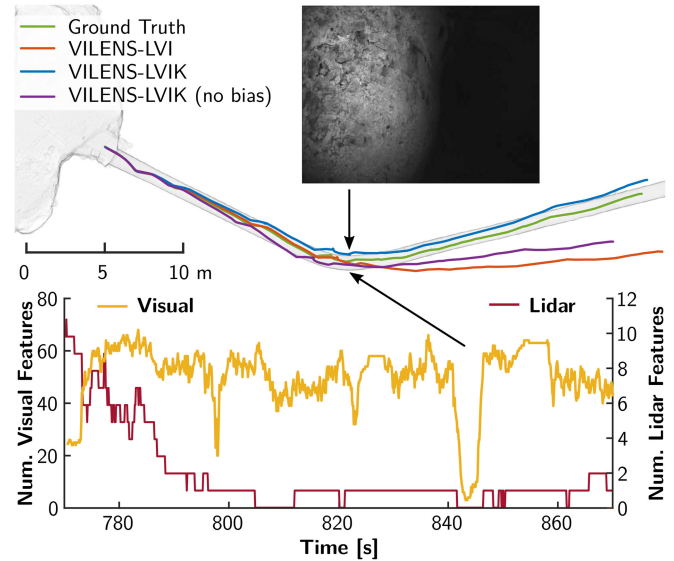 Ground Truth
VILENS-LVI
VILENS-LVIK
VILENS-LVIK (no bias)
0 5 10 m
Visual
Lidar
Num. Visual Features
80
60
40
20
0
780 800 820 840 860
Time [s]
12
10
8
6
4
2
0
Num. Lidar Features